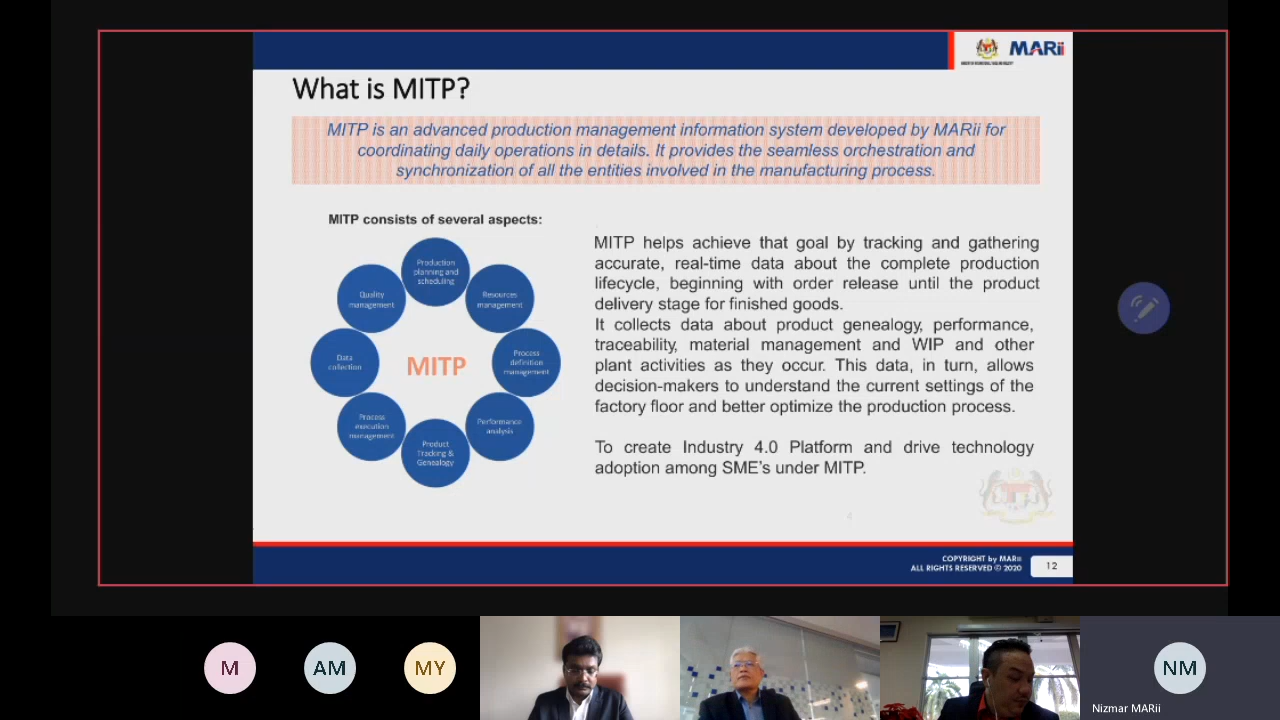 MARii
What is MITP?
MITP is an advanced production management information system developed by MARii for
coordinating daily operations in details. It provides the seamless orchestration and
synchronization of all the entities involved in the manufacturing process.
MITP consists of several aspects:
Production
planning and
scheduling
Resources
management
Process
definition
management
Performance
analysis
Product
Tracking &
Genealogy
Process
execution
management
Data
collection
Quality
management
MITP
MITP helps achieve that goal by tracking and gathering
accurate, real-time data about the complete production
lifecycle, beginning with order release until the product
delivery stage for finished goods.
It collects data about product genealogy, performance,
traceability, material management and WIP and other
plant activities as they occur. This data, in turn, allows
decision-makers to understand the current settings of the
factory floor and better optimize the production process.
To create Industry 4.0 Platform and drive technology
adoption among SME's under MITP.
4
COPYRIGHT by MARii
ALL RIGHTS RESERVED © 2020
12
M
AM
MY
NM
Nizmar MARii